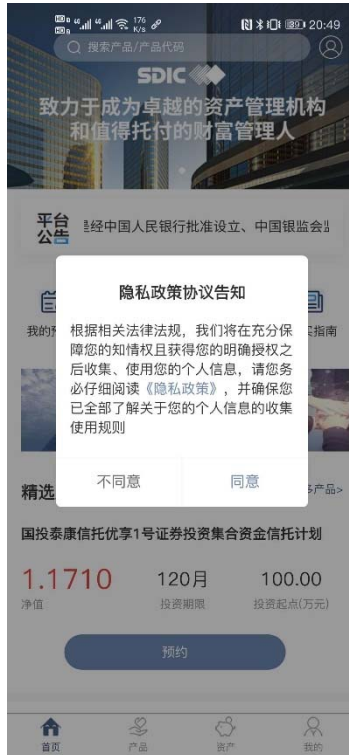 176 K/s
20:49
搜索产品/产品代码
SDIC
致力于成为卓越的资产管理机构
和值得托付的财富管理人
平台
公告
经中国人民银行批准设立、中国银监会
隐私政策协议告知
根据相关法律法规，我们将在充分保
障您的知情权且获得您的明确授权之
后收集、使用您的个人信息，请您务
必仔细阅读《隐私政策》，并确保您
已全部了解关于您的个人信息的收集
使用规则
不同意
同意
我的
指南
精选
产品>
国投泰康信托优享1号证券投资集合资金信托计划
1.1710
120月
100.00
净值
投资期限
投资起点(万元)
预约
首页
产品
资产
我的